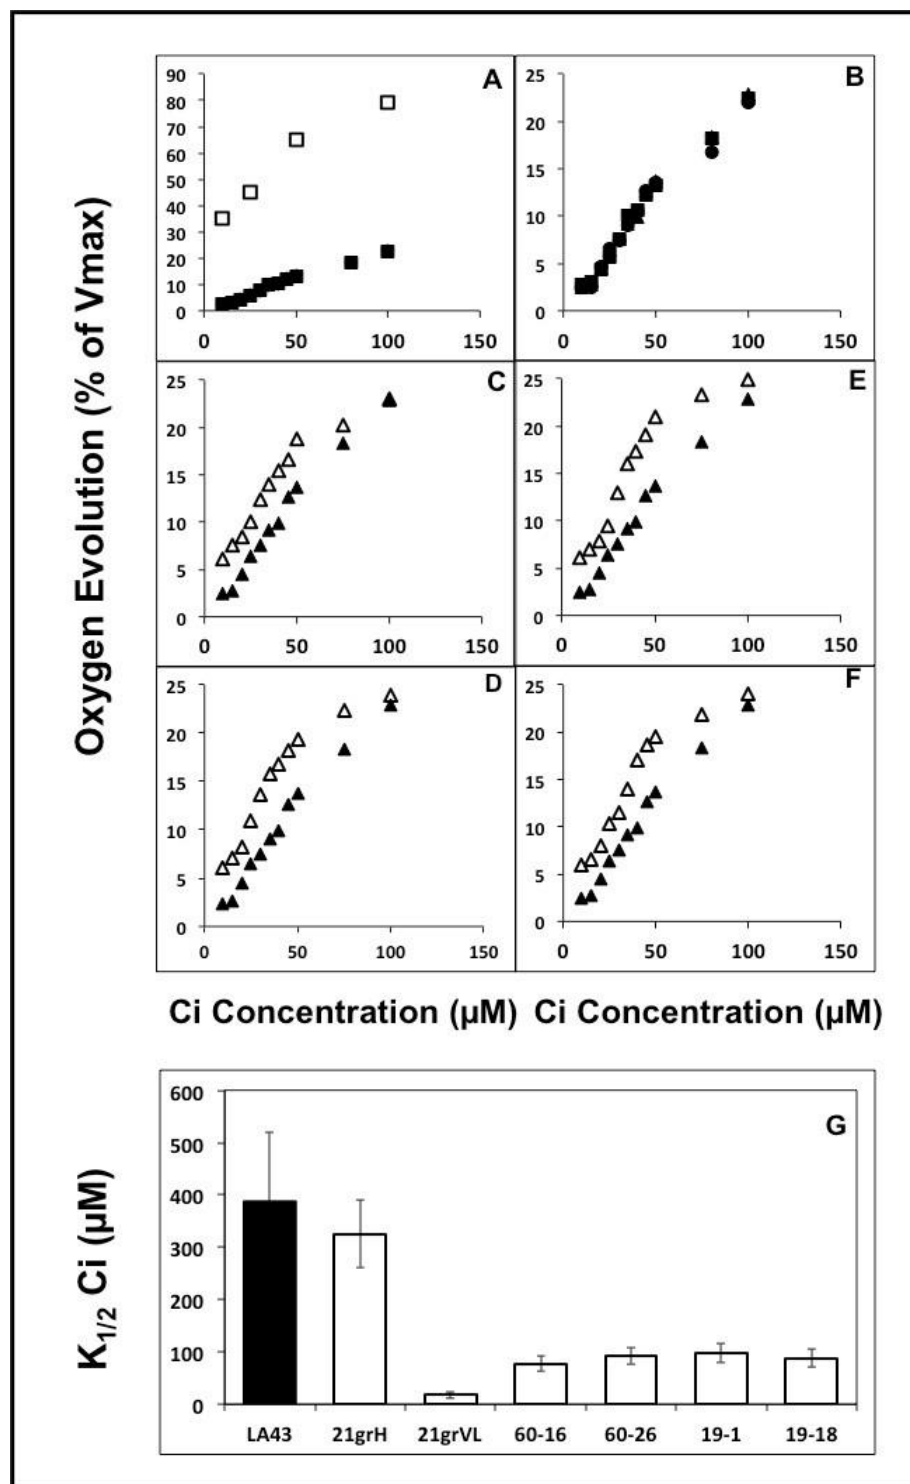 Oxygen Evolution (% of Vmax)
A
90
80
70
60
50
40
30
20
10
0
0 50 100 150
B
25
20
15
10
5
0
0 50 100 150
C
25
20
15
10
5
0
0 50 100 150
E
25
20
15
10
5
0
0 50 100 150
D
25
20
15
10
5
0
0 50 100 150
F
25
20
15
10
5
0
0 50 100 150
Ci Concentration (µM) Ci Concentration (µM)
K1/2 Ci (µM)
G
600
500
400
300
200
100
0
LA43 21grH 21grVL 60-16 60-26 19-1 19-18